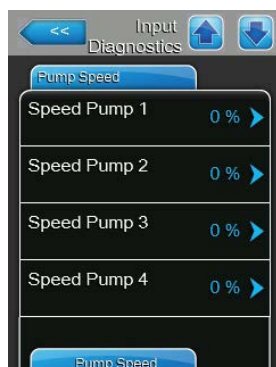 << Input
Diagnostics
Pump Speed
Speed Pump 1 0 %
Speed Pump 2 0 %
Speed Pump 3 0 %
Speed Pump 4 0 %
Pump Speed